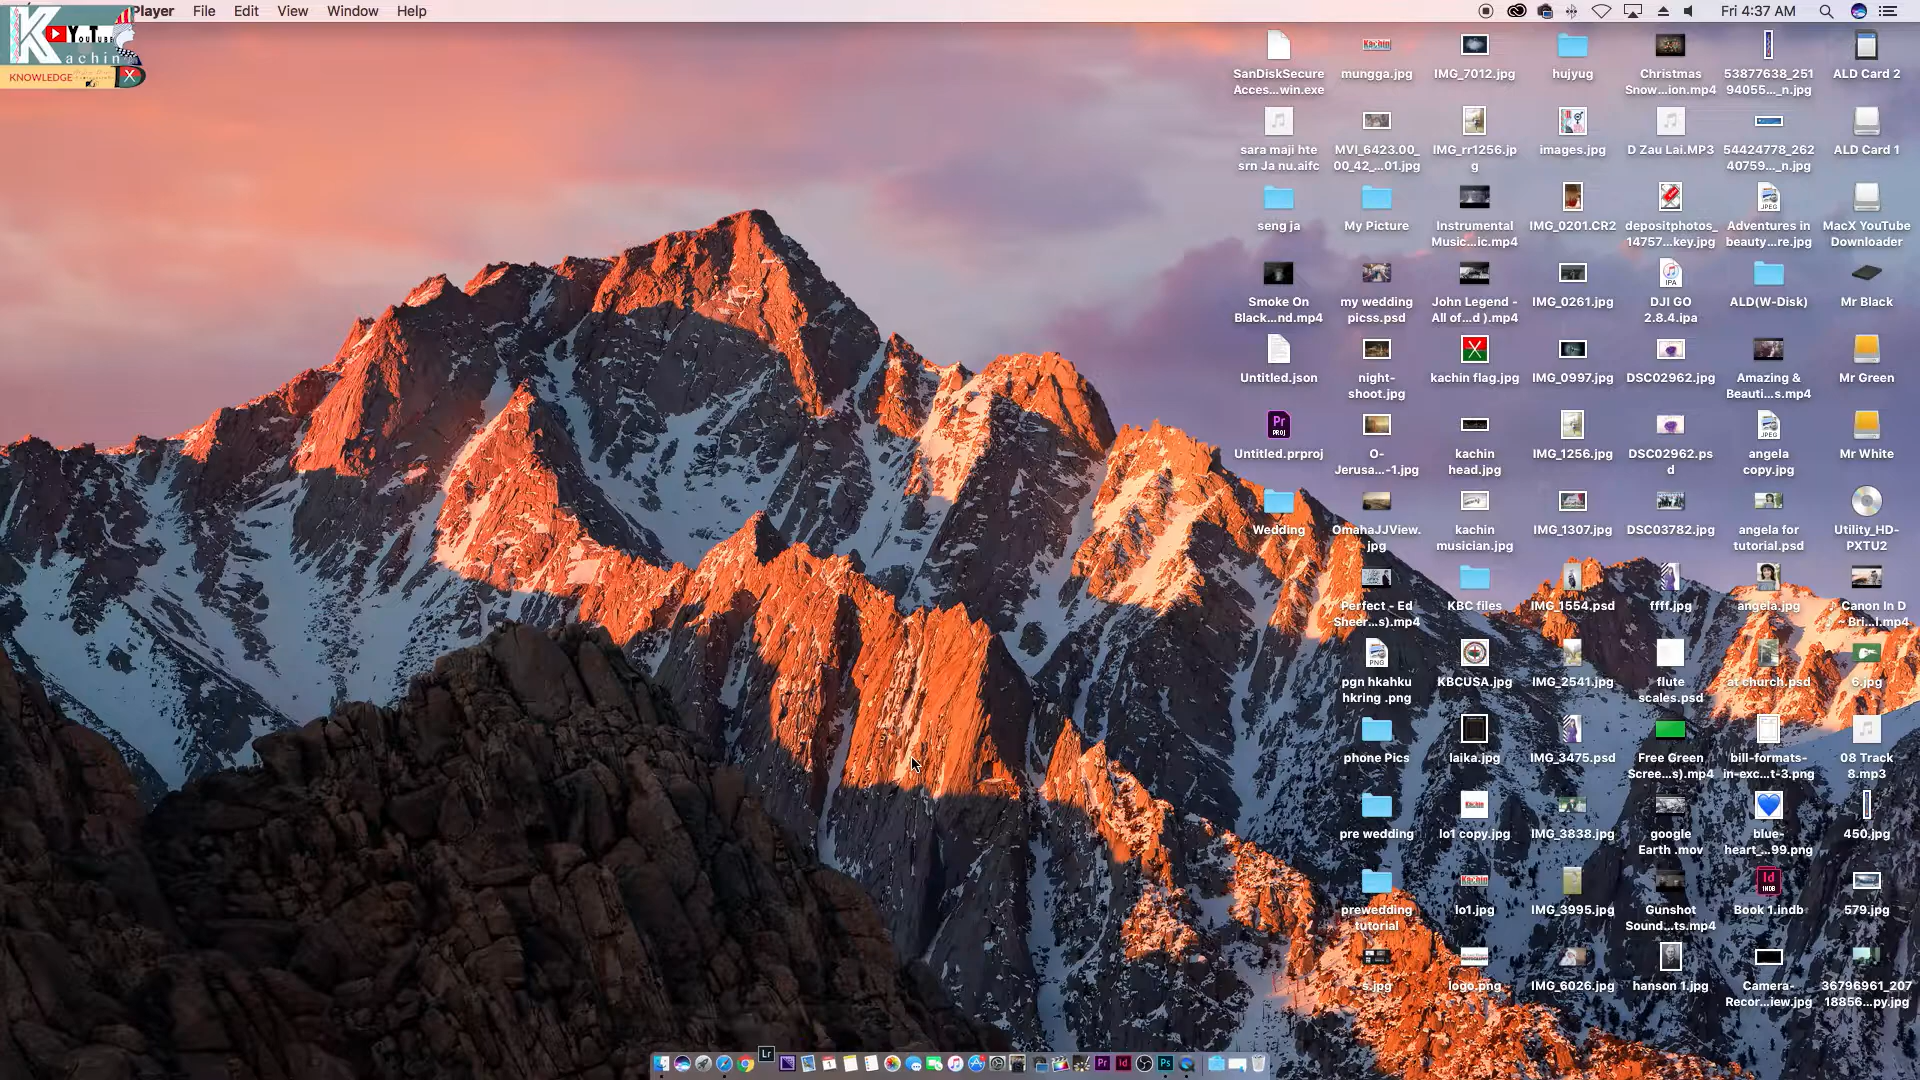 Player File Edit View Window Help
Fri 4:37 AM
K
YouTube
achin
KNOWLEDGE
X
SanDiskSecure
Acces...win.exe
mungga.jpg
IMG_7012.jpg
hujyug
Christmas
Snow...ion.mp4
53877638_251
94055..._n.jpg
ALD Card 2
sara maji hte
srn Ja nu.aifc
MVI_6423.00_
00_42_...01.jpg
IMG_rr1256.jp
g
images.jpg
D Zau Lai.MP3
54424778_262
40759..._n.jpg
ALD Card 1
seng ja
My Picture
Instrumental
Music...ic.mp4
IMG_0201.CR2
depositphotos_
14757...key.jpg
Adventures in
beauty...re.jpg
MacX YouTube
Downloader
Smoke On
Black...nd.mp4
my wedding
picss.psd
John Legend -
All of...d ).mp4
IMG_0261.jpg
DJI GO
2.8.4.ipa
ALD(W-Disk)
Mr Black
Untitled.json
night-
shoot.jpg
kachin flag.jpg
IMG_0997.jpg
DSC02962.jpg
Amazing &
Beauti...s.mp4
Mr Green
Untitled.prproj
O-
Jerusa...-1.jpg
kachin
head.jpg
IMG_1256.jpg
DSC02962.ps
d
angela
copy.jpg
Mr White
Wedding
OmahaJJView.
jpg
kachin
musician.jpg
IMG_1307.jpg
DSC03782.jpg
angela for
tutorial.psd
Utility_HD-
PXTU2
Perfect - Ed
Sheer...s).mp4
KBC files
IMG_1554.psd
ffff.jpg
angela.jpg
♪ Canon In D
~ Bri...l.mp4
pgn hkahku
hkring .png
KBCUSA.jpg
IMG_2541.jpg
flute
scales.psd
at church.psd
6.jpg
phone Pics
laika.jpg
IMG_3475.psd
Free Green
Scree...s).mp4
bill-formats-
in-exc...t-3.png
08 Track
8.mp3
pre wedding
lo1 copy.jpg
IMG_3838.jpg
google
Earth .mov
blue-
heart_...99.png
450.jpg
prewedding
tutorial
lo1.jpg
IMG_3995.jpg
Gunshot
Sound...ts.mp4
Book 1.indb
579.jpg
s.jpg
logo.png
IMG_6026.jpg
hanson 1.jpg
Camera-
Recor...iew.jpg
36796961_207
18856...py.jpg
Lr
Pr
Id
Ps